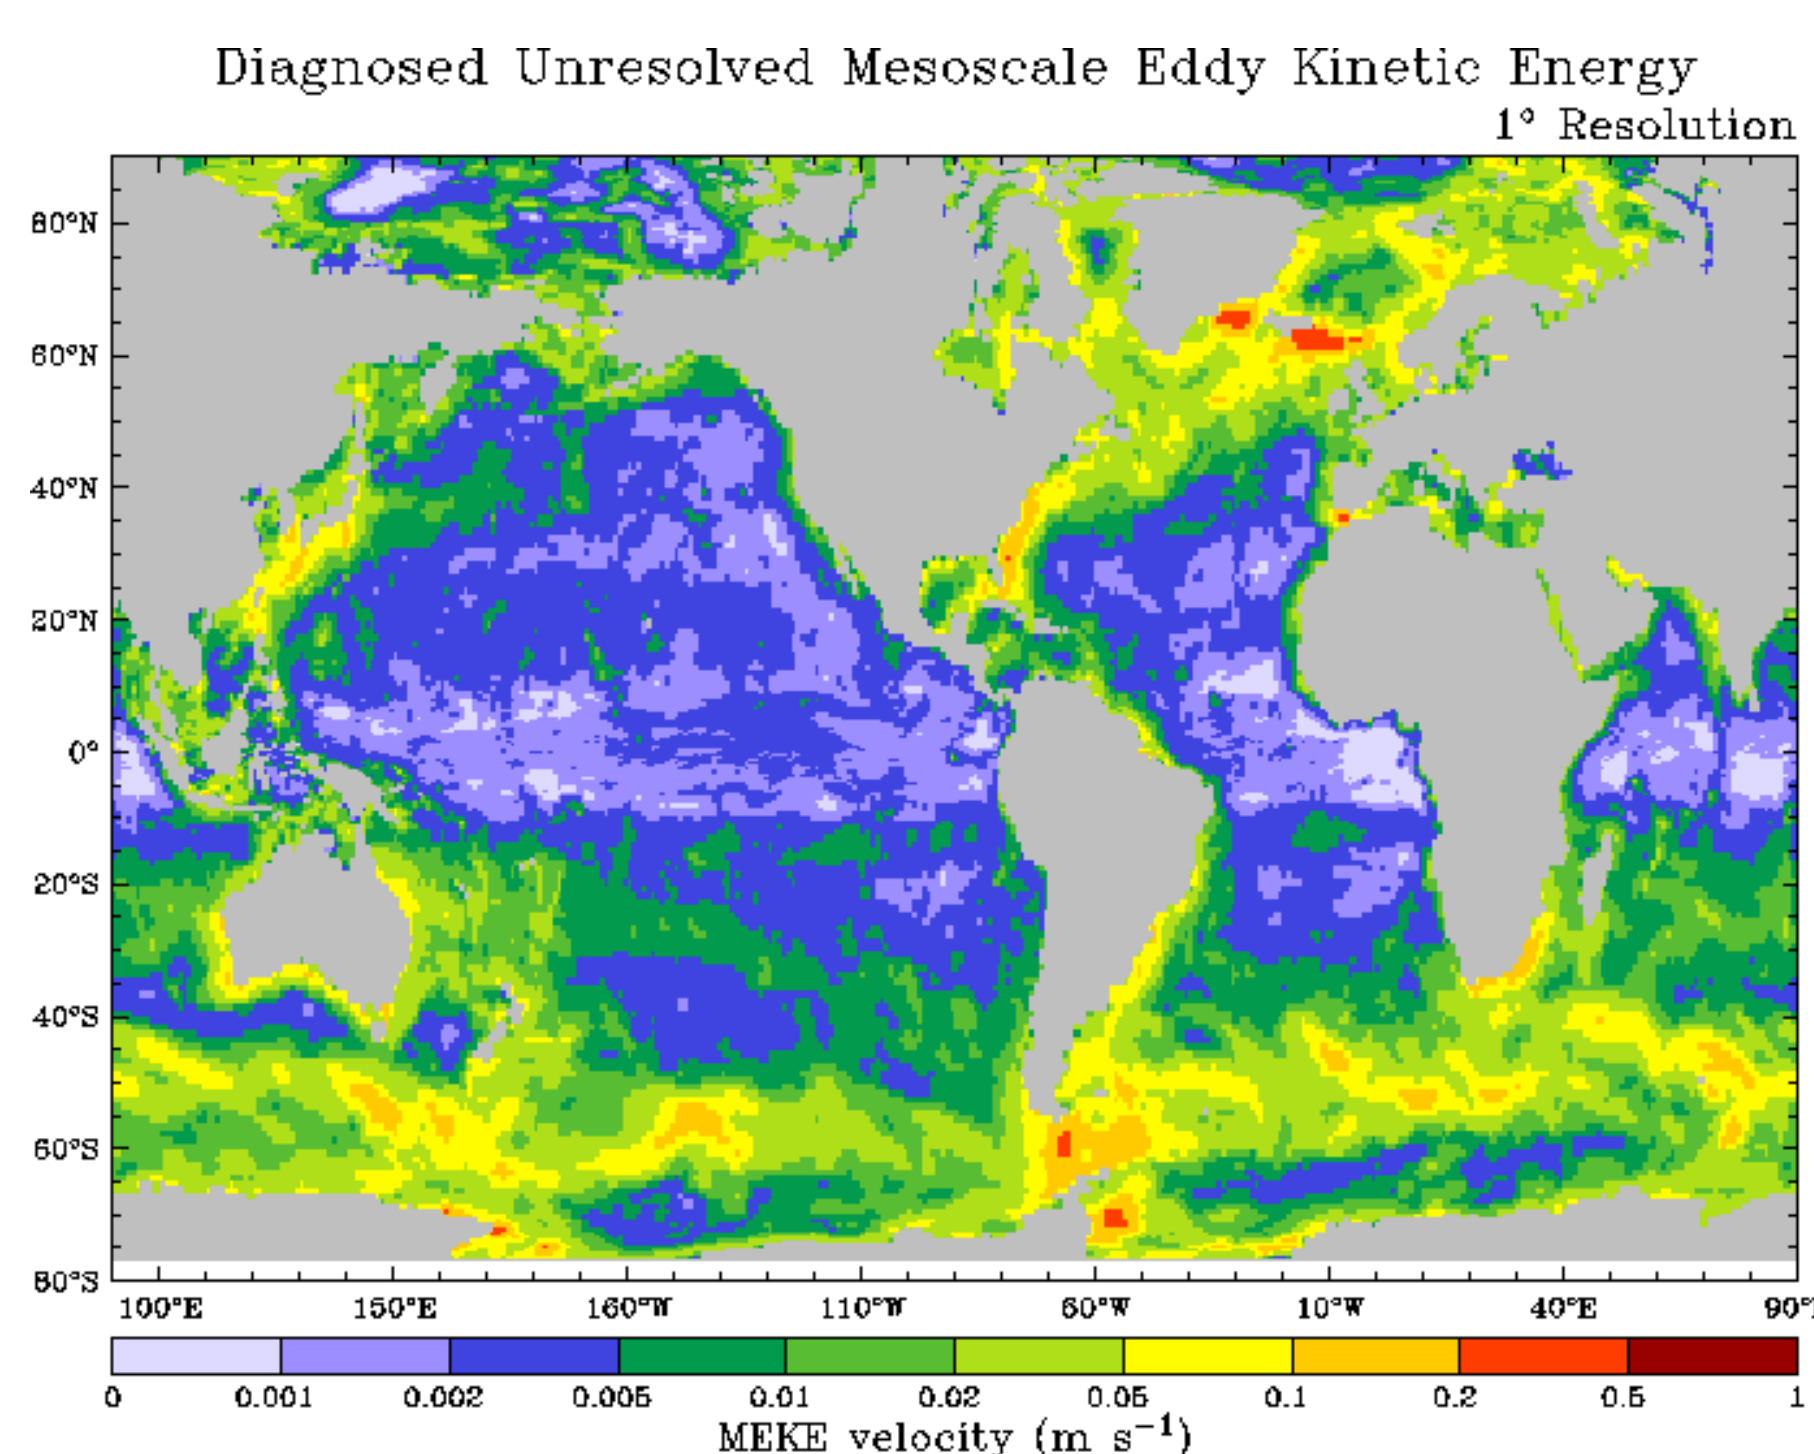 Diagnosed Unresolved Mesoscale Eddy Kinetic Energy
1° Resolution
80°N
60°N
40°N
20°N
0°
20°S
40°S
60°S
80°S
100°E 150°E 160°W 110°W 60°W 10°W 40°E 90°
0 0.001 0.002 0.005 0.01 0.02 0.05 0.1 0.2 0.5 1
MEKE velocity (m s⁻¹)